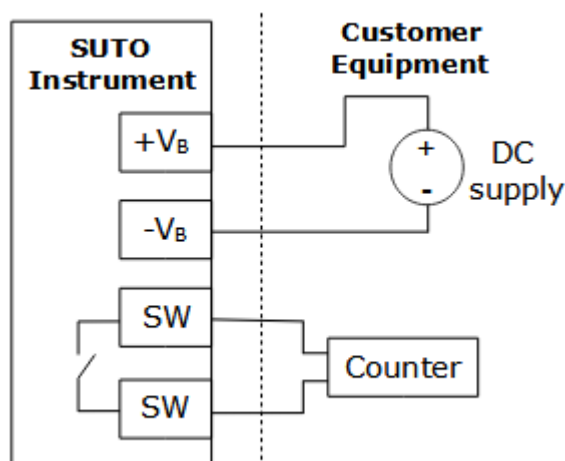 SUTO
Instrument
Customer
Equipment
+VB
-VB
+
-
DC
supply
SW
SW
Counter